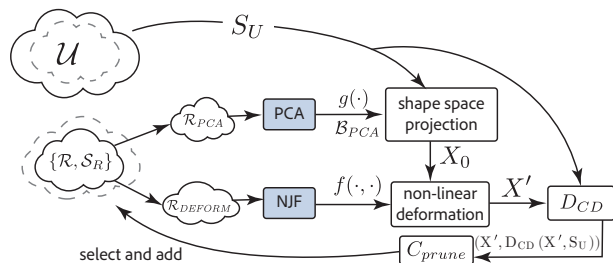 S_U
𝒰
g(·)
shape space
projection
ℛ_PCA
PCA
ℬ_PCA
{ℛ, 𝒮_R}
X_0
ℛ_DEFORM
NJF
f(·,·)
non-linear
deformation
X′
D_CD
(X′,D_CD (X′,S_U))
C_prune
select and add